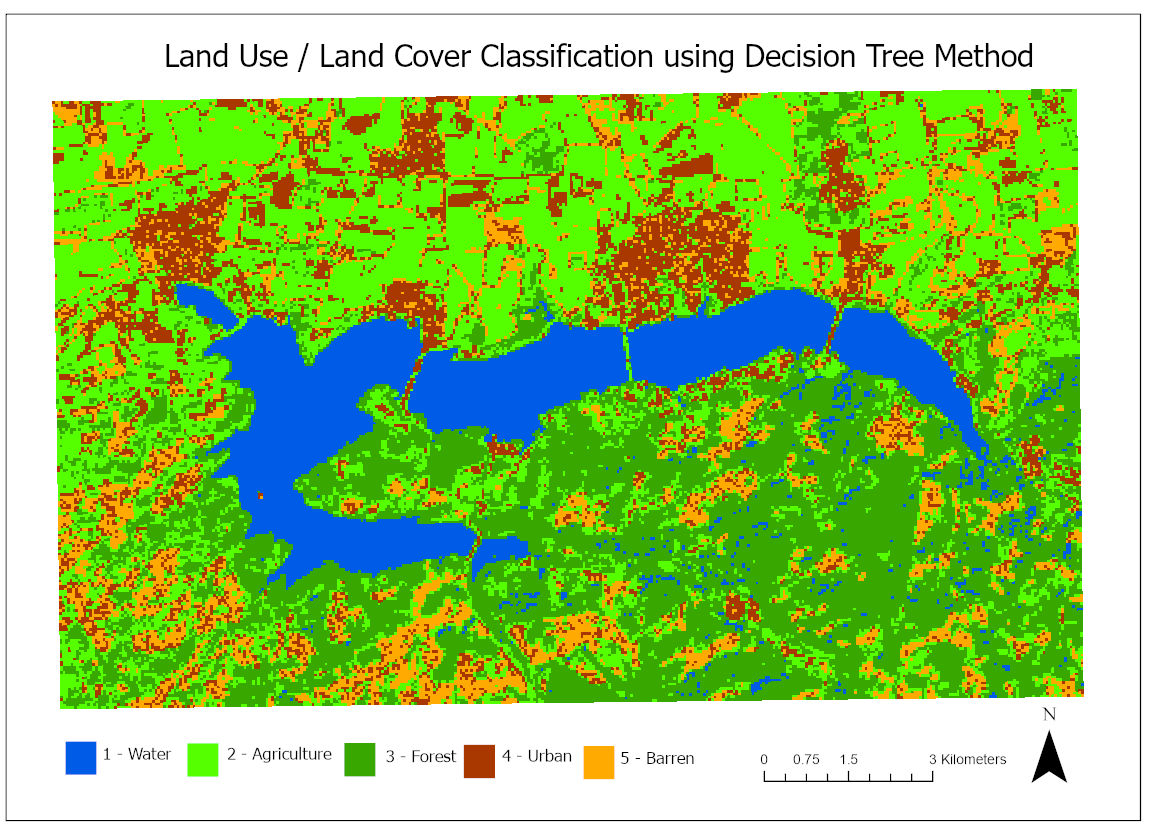 Land Use / Land Cover Classification using Decision Tree Method
N
1 - Water 2 - Agriculture 3 - Forest 4 - Urban 5 - Barren
0 0.75 1.5 3 Kilometers